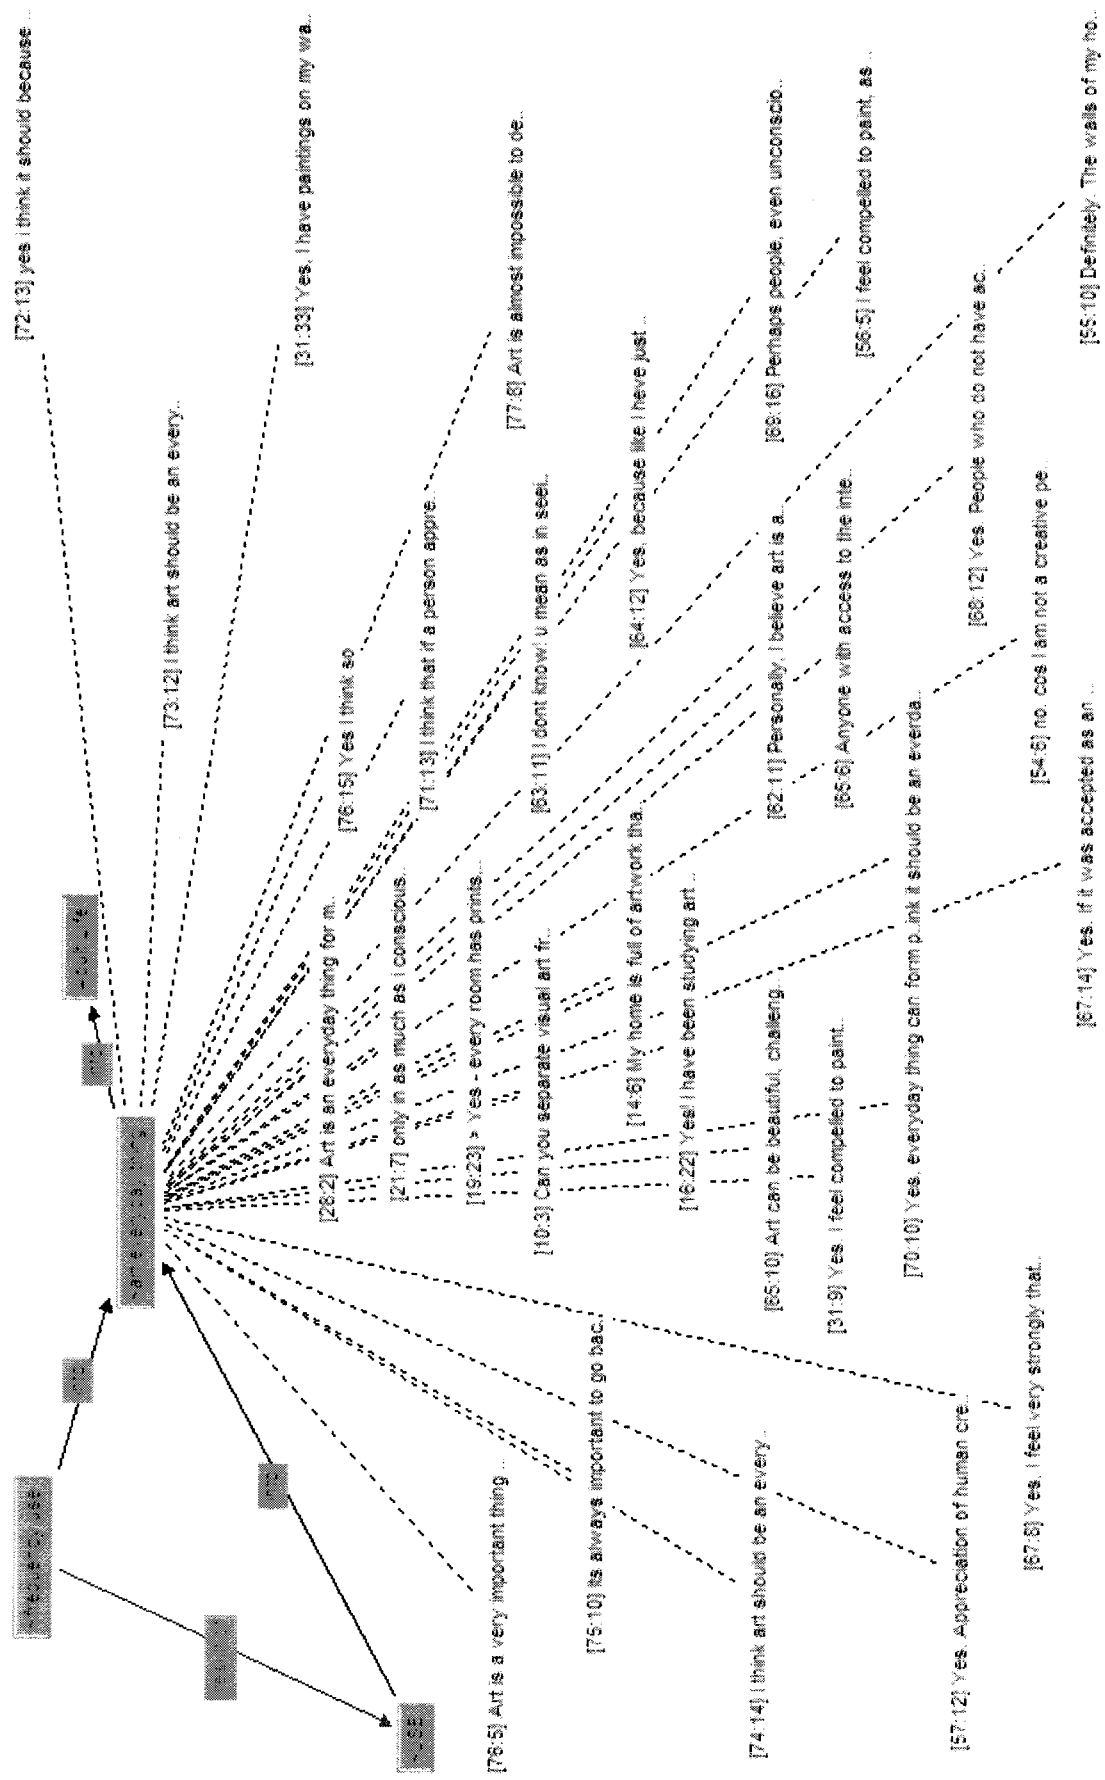 [72:13] yes i think it should because ..
[73:12] I think art should be an every..
[31:33] Yes, I have paintings on my wa..
[76:15] Yes I think so
[77:8] Art is almost impossible to de..
[71:13] I think that if a person appre..
[63:11] I dont know! u mean as in seei..
[64:12] Yes, because like I heve just ...
[69:16] Perhaps people, even unconscio..
[56:5] I feel compelled to paint, as ..
[28:2] Art is an everyday thing for m..
[21:7] only in as much as i conscious..
[19:23] > Yes - every room has prints,..
[10:3] Can you separate visual art fr..
[14:6] My home is full of artwork tha..
[16:22] Yes! I have been studying art ...
[62:11] Personally, I believe art is a..
[65:6] Anyone with access to the inte..
[68:12] Yes. People who do not have ac..
[55:10] Definitely. The walls of my ho..
[54:6] no. cos I am not a creative pe..
[67:14] Yes. If it was accepted as an ..
[65:10] Art can be beautiful, challeng..
[31:9] Yes. I feel compelled to paint...
[70:10] Yes, everyday thing can form p..ink it should be an everda..
[76:5] Art is a very important thing ...
[75:10] Its always important to go bac..
[74:14] I think art should be an every..
[57:12] Yes. Appreciation of human cre..
[67:8] Yes, I feel very strongly that..